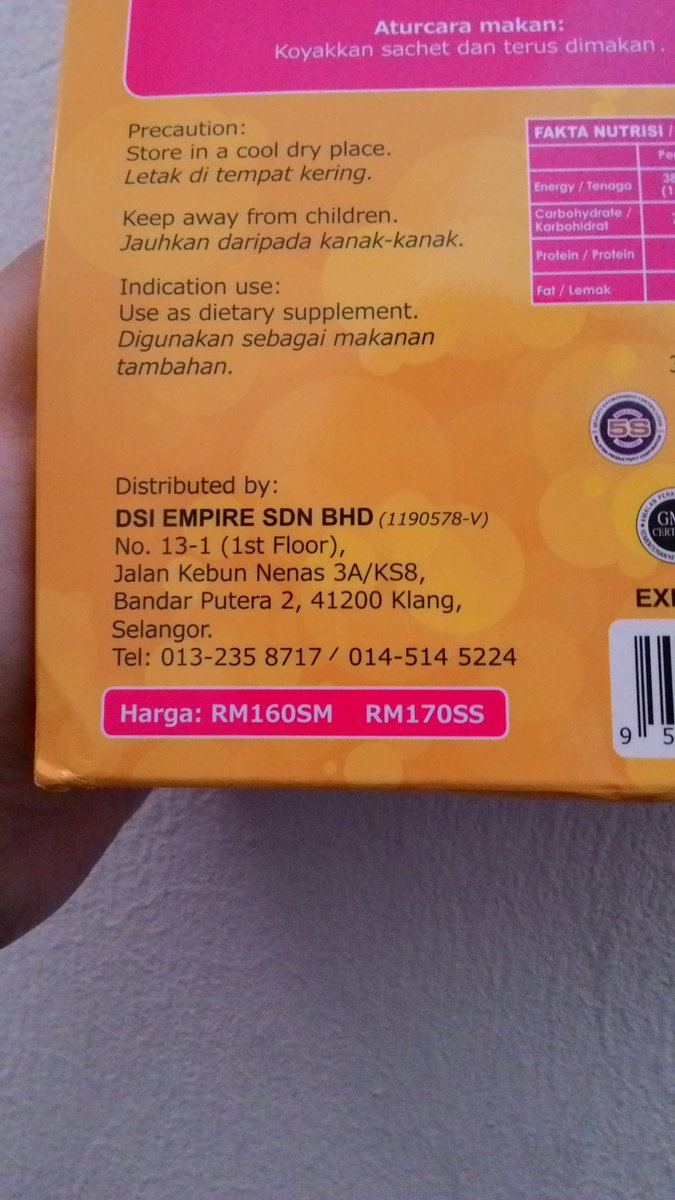 Aturcara makan:
Koyakkan sachet dan terus dimakan.
Precaution:
Store in a cool dry place.
Letak di tempat kering.
Keep away from children.
Jauhkan daripada kanak-kanak.
Indication use:
Use as dietary supplement.
Digunakan sebagai makanan
tambahan.
FAKTA NUTRISI /
Energy / Tenaga
Carbohydrate /
Karbohidrat
Protein / Protein
Fat / Lemak
5S
Distributed by:
DSI EMPIRE SDN BHD (1190578-V)
No. 13-1 (1st Floor),
Jalan Kebun Nenas 3A/KS8,
Bandar Putera 2, 41200 Klang,
Selangor.
Tel: 013-235 8717 / 014-514 5224
Harga: RM160SM RM170SS
9 5